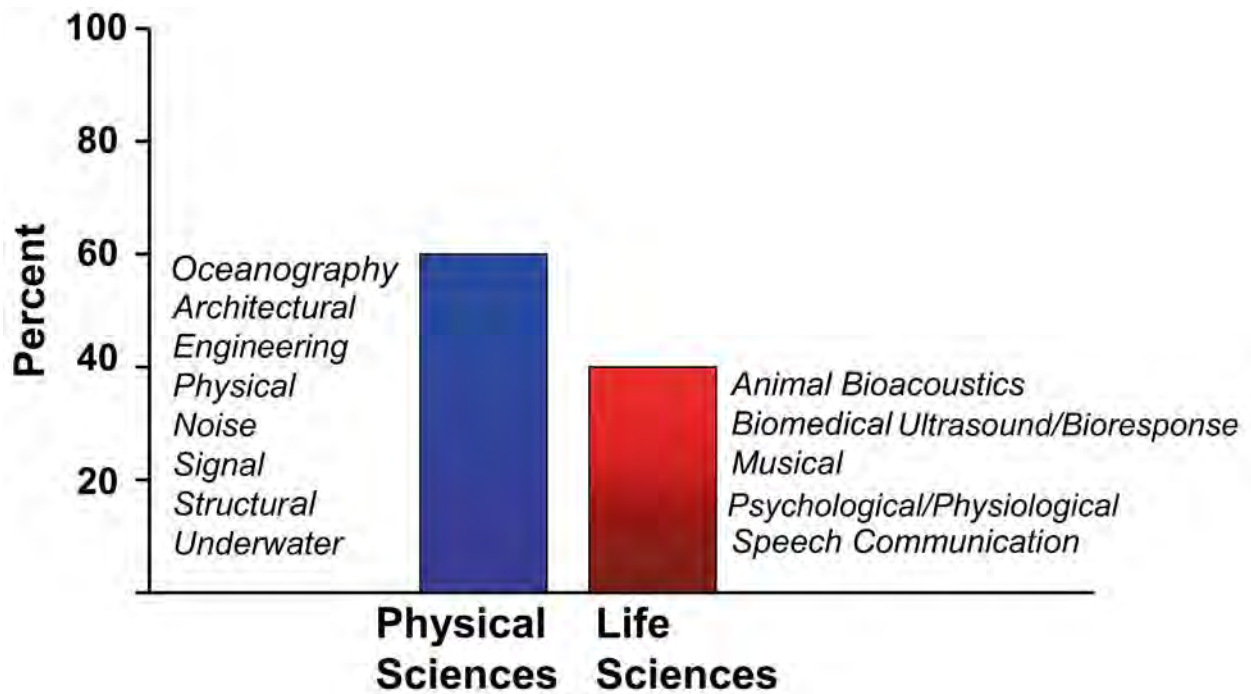 100
80
60
40
20
Percent
Oceanography
Architectural
Engineering
Physical
Noise
Signal
Structural
Underwater
Animal Bioacoustics
Biomedical Ultrasound/Bioresponse
Musical
Psychological/Physiological
Speech Communication
Physical
Sciences
Life
Sciences